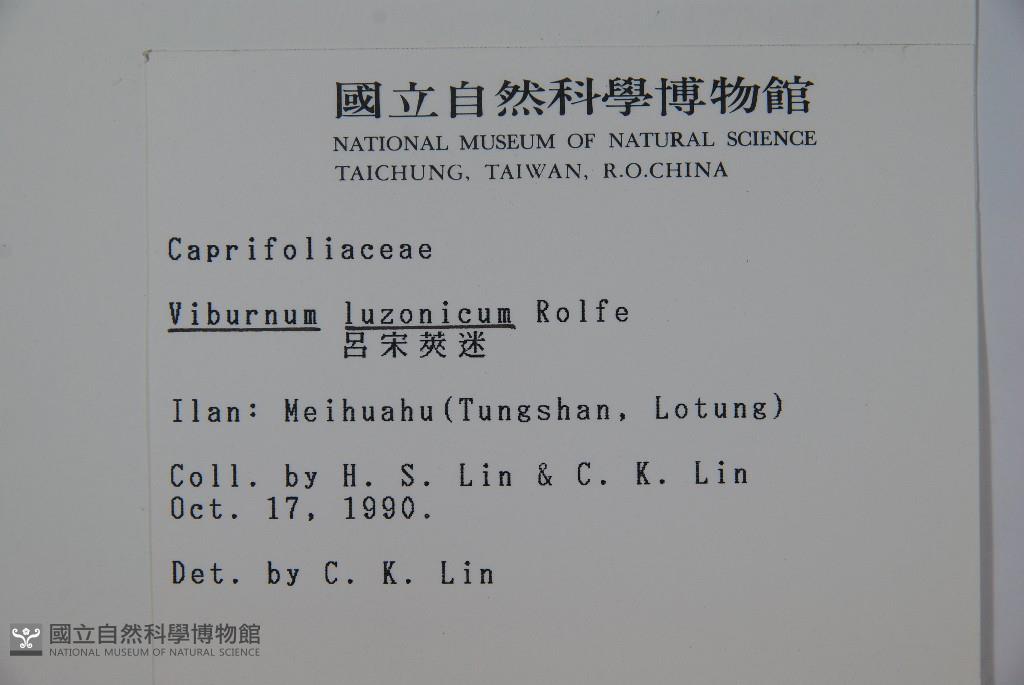 國立自然科學博物館
NATIONAL MUSEUM OF NATURAL SCIENCE
TAICHUNG, TAIWAN, R.O.CHINA
Caprifoliaceae
Viburnum luzonicum Rolfe
呂宋莢迷
Ilan: Meihuahu(Tungshan, Lotung)
Coll. by H. S. Lin & C. K. Lin
Oct. 17, 1990.
Det. by C. K. Lin
國立自然科學博物館
NATIONAL MUSEUM OF NATURAL SCIENCE